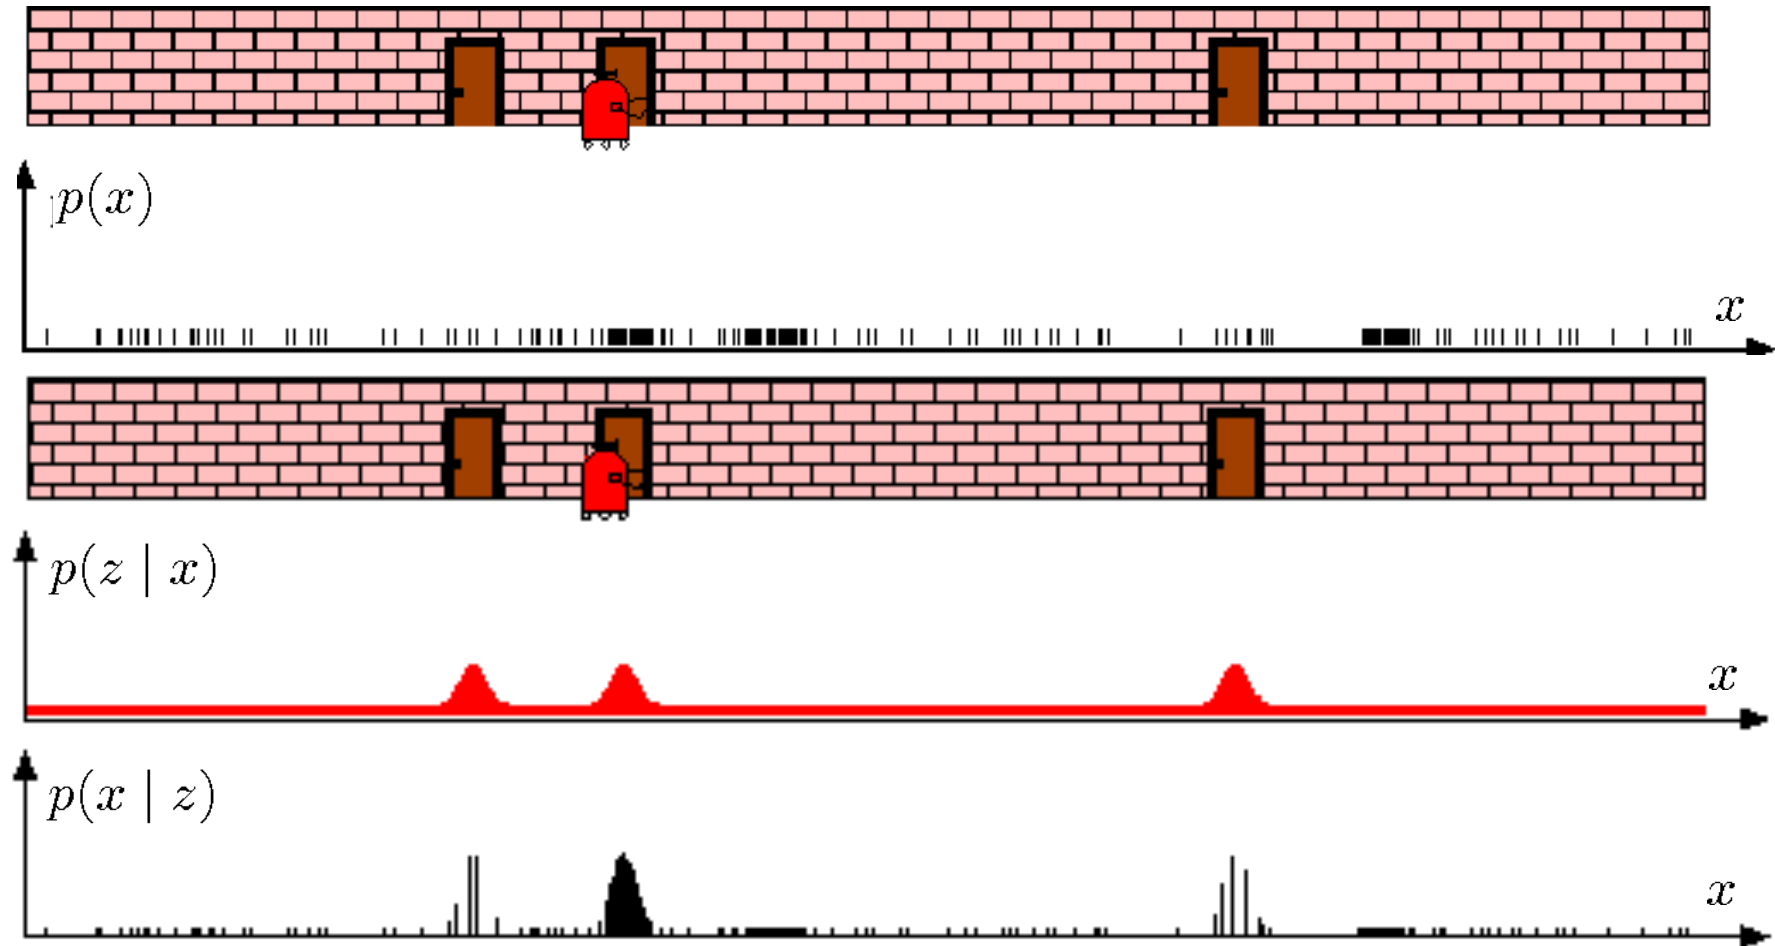 p(x)
x
p(z | x)
x
p(x | z)
x